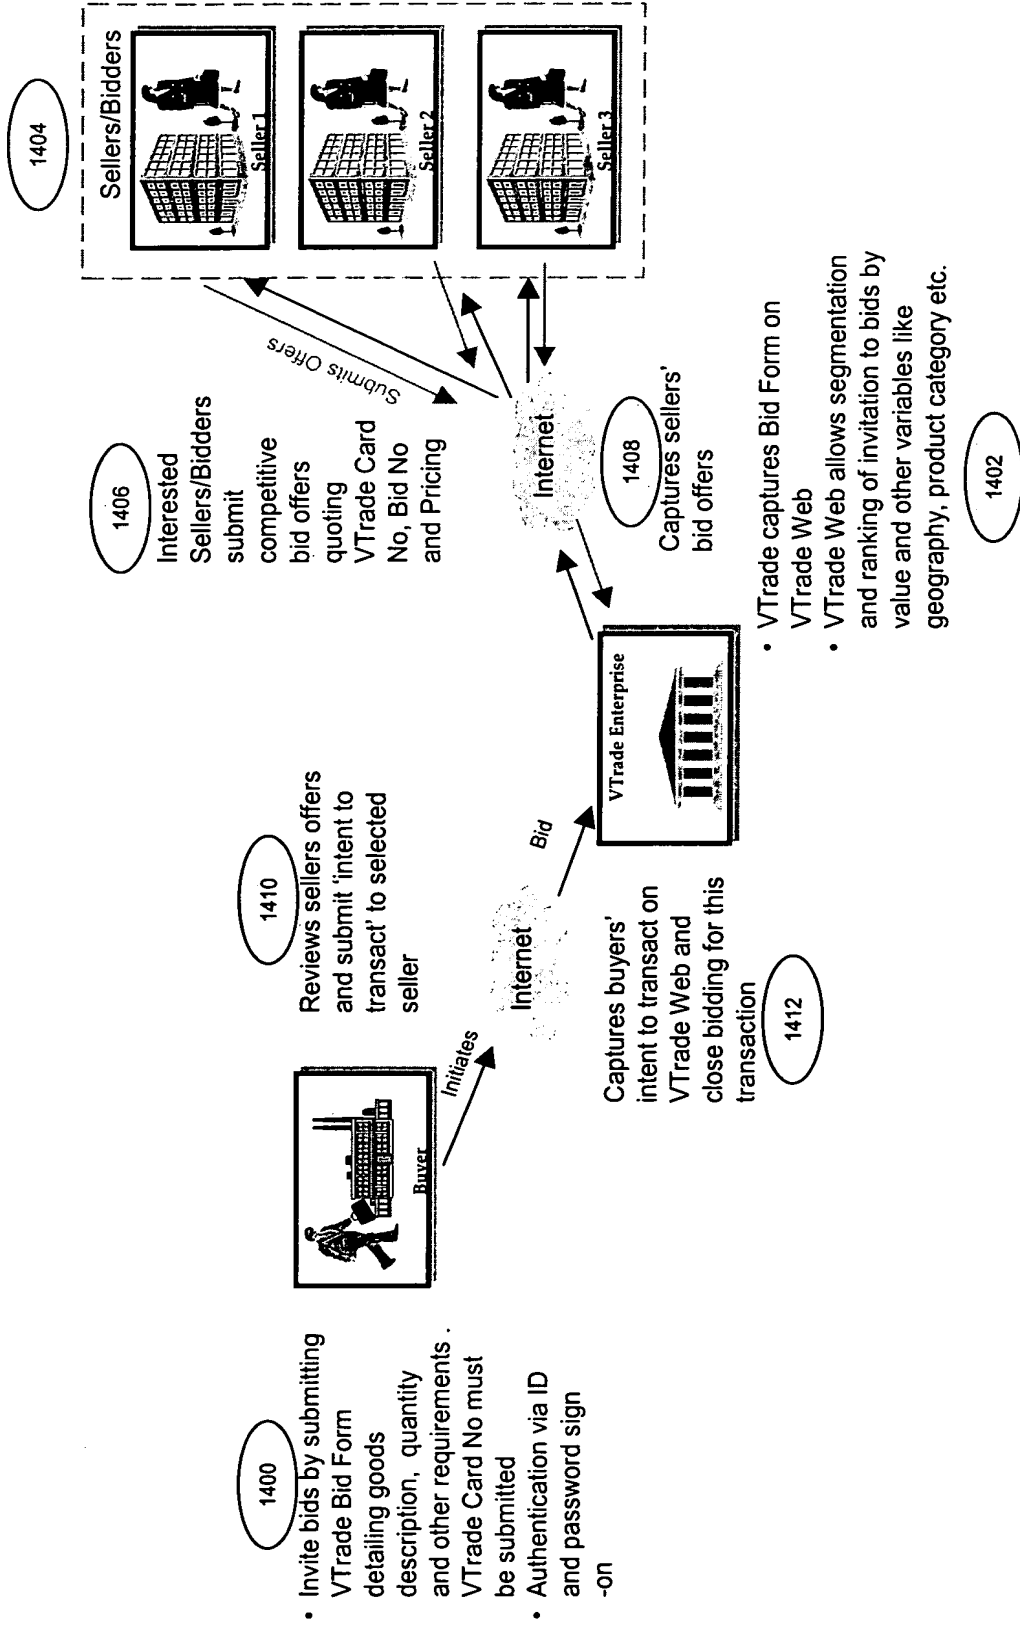 1400
• Invite bids by submitting
VTrade Bid Form
detailing goods
description, quantity
and other requirements .
VTrade Card No must
be submitted
• Authentication via ID
and password sign
-on
Buyer
Initiates
Internet
Bid
1410
Reviews sellers offers
and submit 'intent to
transact' to selected
seller
Captures buyers'
intent to transact on
VTrade Web and
close bidding for this
transaction
1412
VTrade Enterprise
1406
Interested
Sellers/Bidders
submit
competitive
bid offers
quoting
VTrade Card
No, Bid No
and Pricing
Internet
1408
Captures sellers'
bid offers
• VTrade captures Bid Form on
VTrade Web
• VTrade Web allows segmentation
and ranking of invitation to bids by
value and other variables like
geography, product category etc.
1402
Submits Offers
1404
Sellers/Bidders
Seller 1
Seller 2
Seller 3